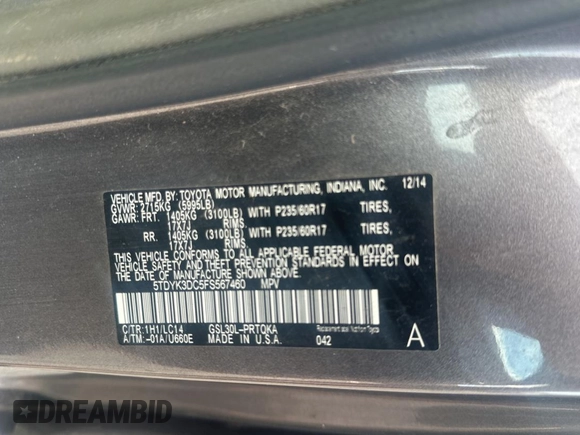 VEHICLE MFD. BY: TOYOTA MOTOR MANUFACTURING, INDIANA, INC. 12/14
GVWR: 2715KG (5995LB)
GAWR: FRT. 1405KG (3100LB) WITH P235/60R17 TIRES,
17X7J RIMS.
RR. 1405KG (3100LB) WITH P235/60R17 TIRES,
17X7J RIMS.
THIS VEHICLE CONFORMS TO ALL APPLICABLE FEDERAL MOTOR
VEHICLE SAFETY AND THEFT PREVENTION STANDARDS IN EFFECT
ON THE DATE OF MANUFACTURE SHOWN ABOVE.
5TDYK3DC5FS567460 MPV
C/TR:1H1/LC14 GSL30L-PRTQKA
A/TM:-01A/U660E MADE IN U.S.A. 042 A
DREAMBID